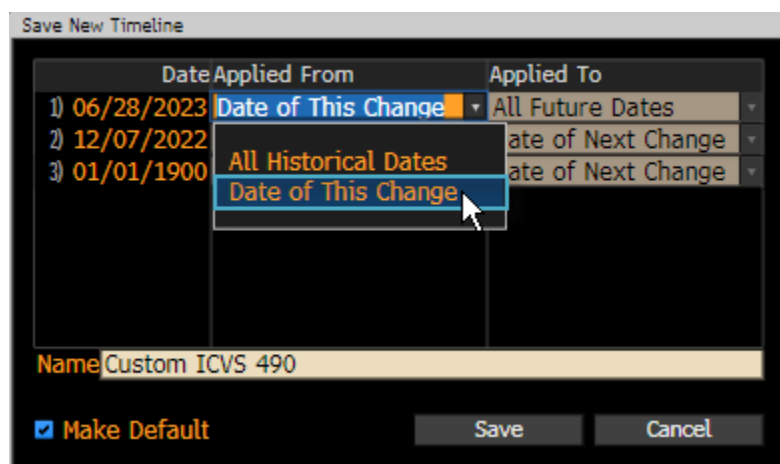 Save New Timeline
Date Applied From Applied To
1) 06/28/2023 Date of This Change All Future Dates
2) 12/07/2022 ate of Next Change
All Historical Dates
3) 01/01/1900 ate of Next Change
Date of This Change
Name Custom ICVS 490
Make Default Save Cancel